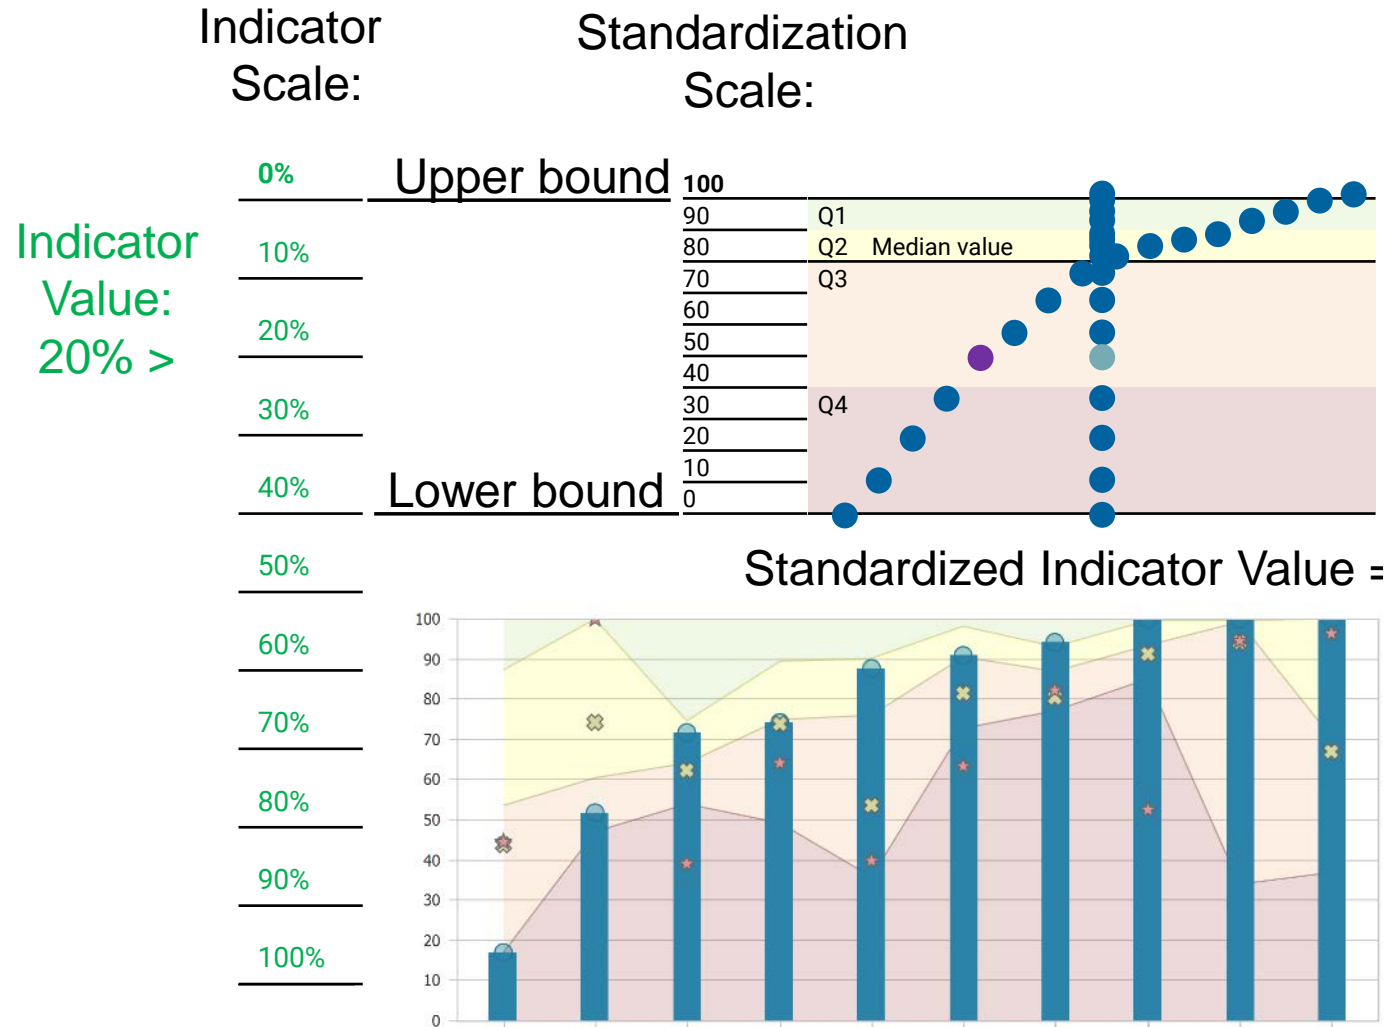 Indicator
Scale:
Standardization
Scale:
Indicator
Value:
20% >
0%
10%
20%
30%
40%
50%
60%
70%
80%
90%
100%
Upper bound
Lower bound
100
90
80
70
60
50
40
30
20
10
0
Q1
Q2 Median value
Q3
Q4
Standardized Indicator Value =
100
90
80
70
60
50
40
30
20
10
0